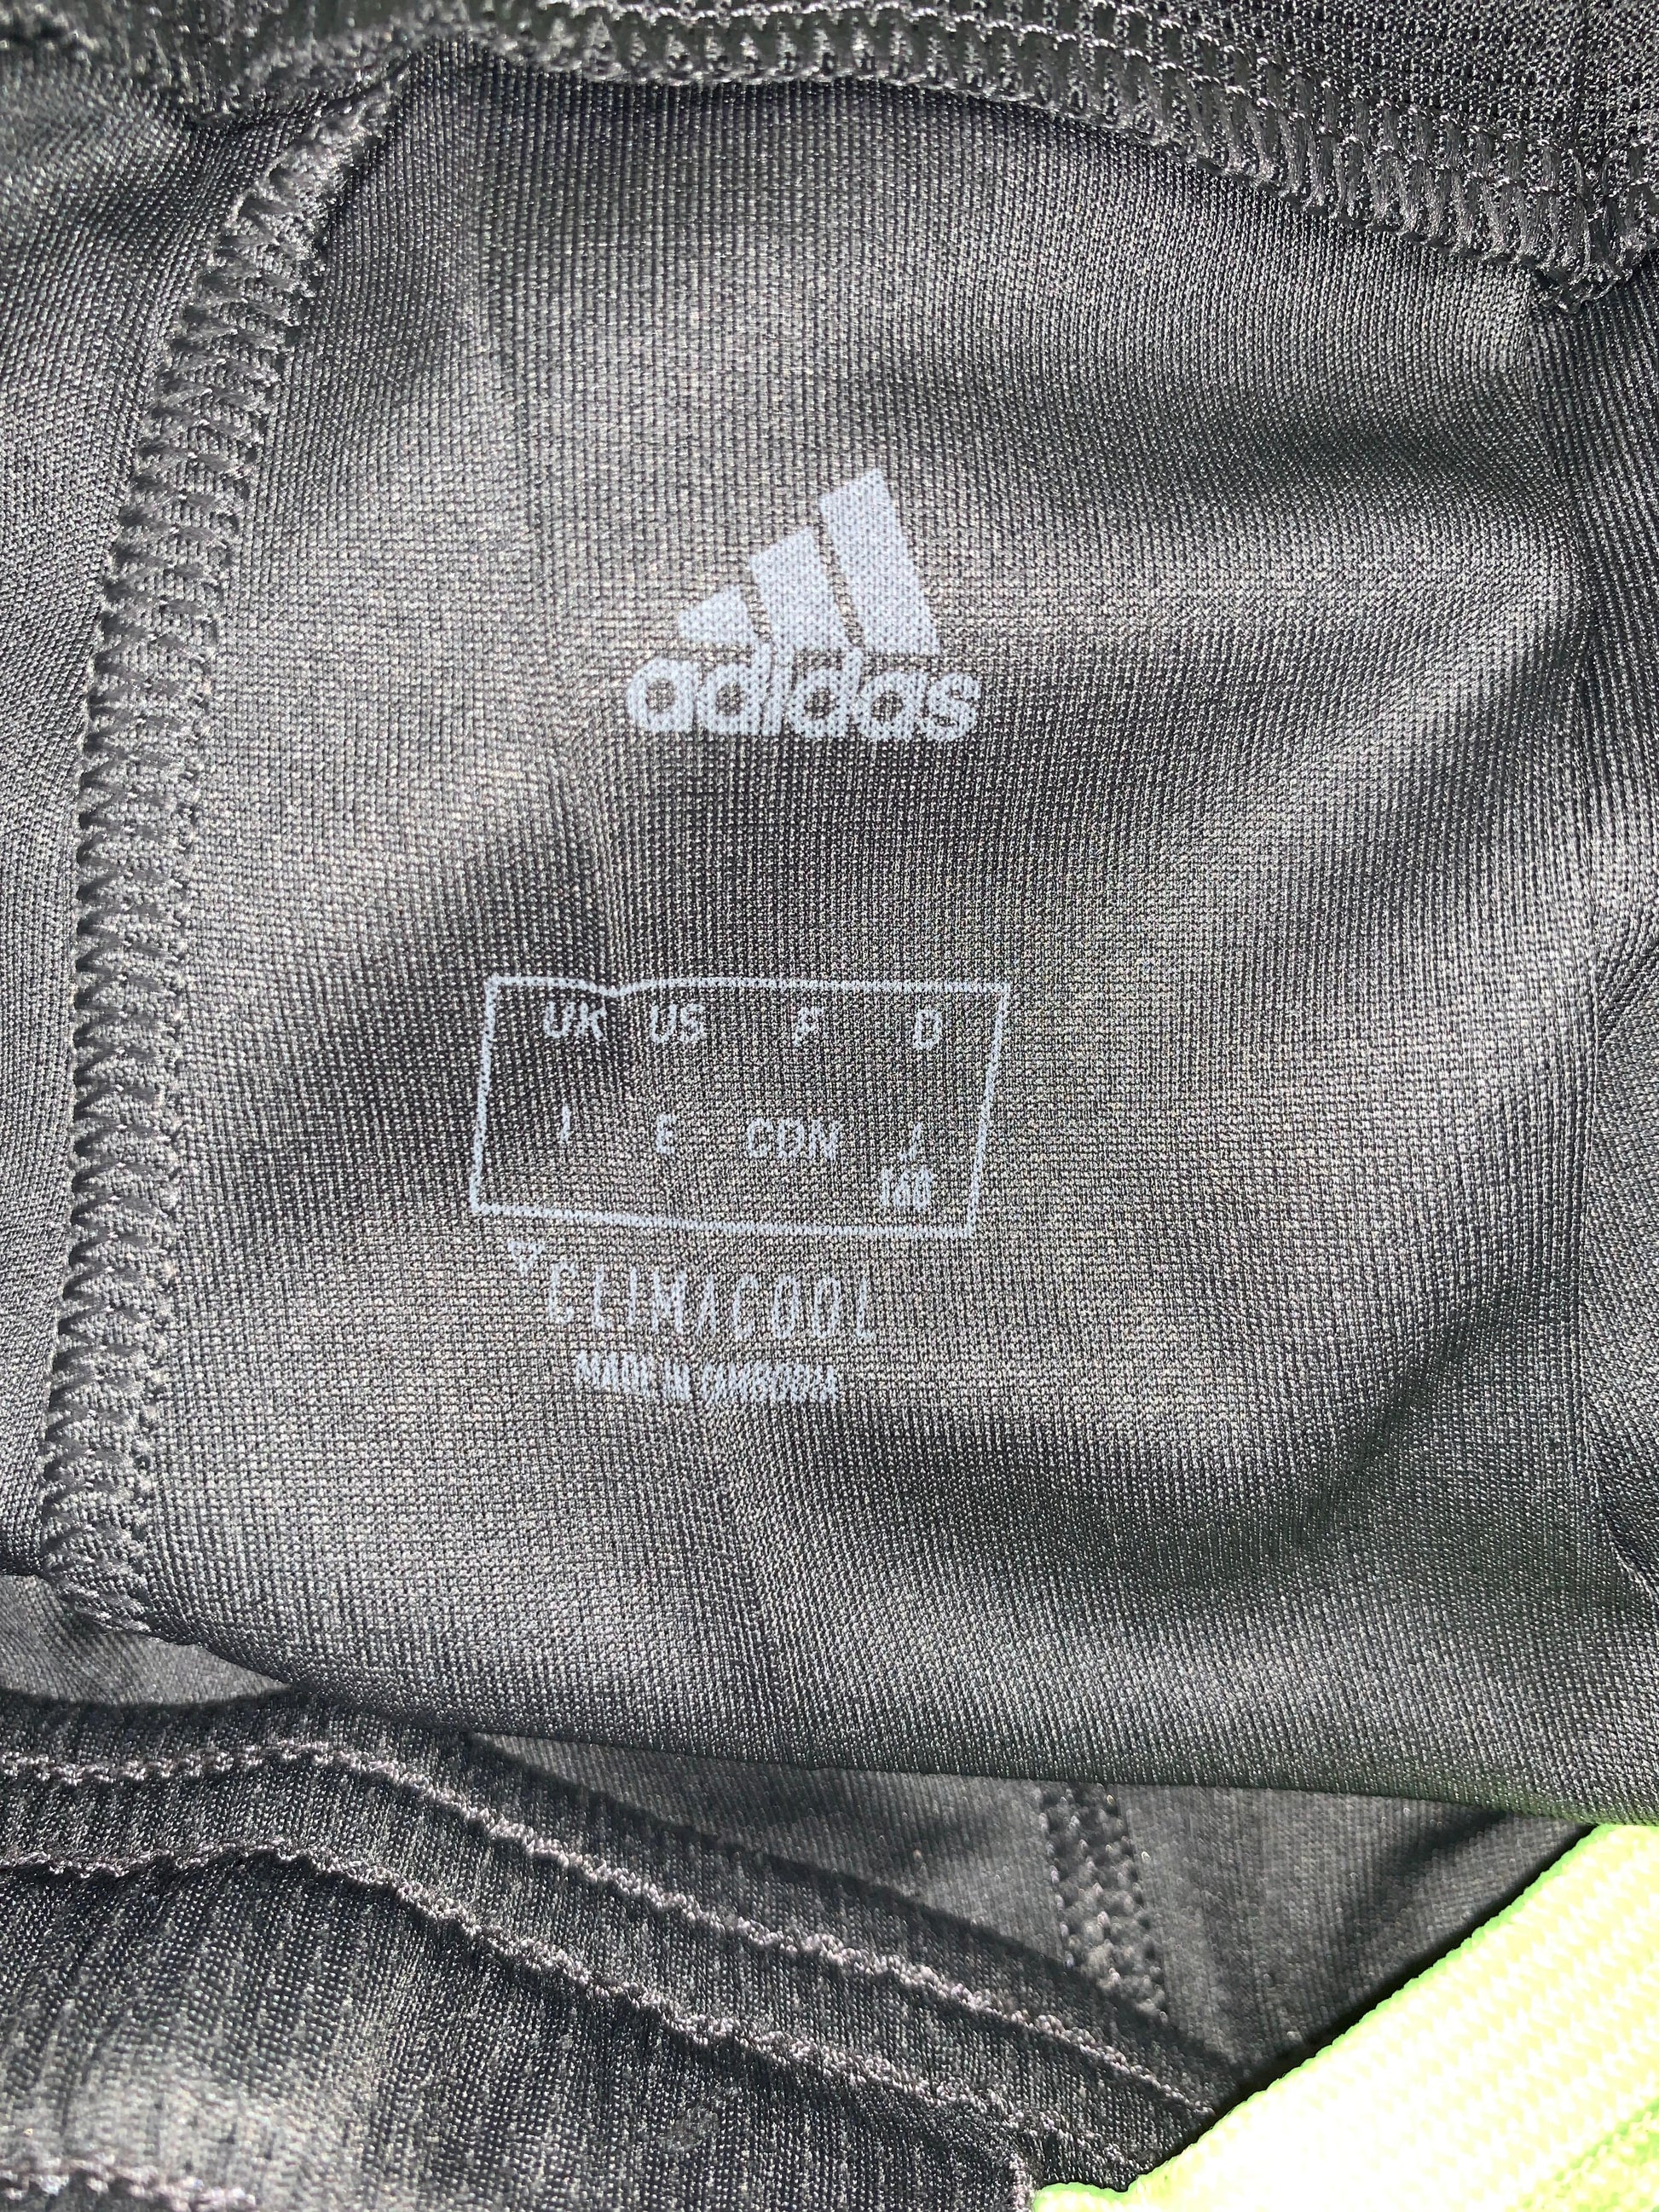 adidas
UK US F D
I E CDN J
160
CLIMACOOL
MADE IN CAMBODIA